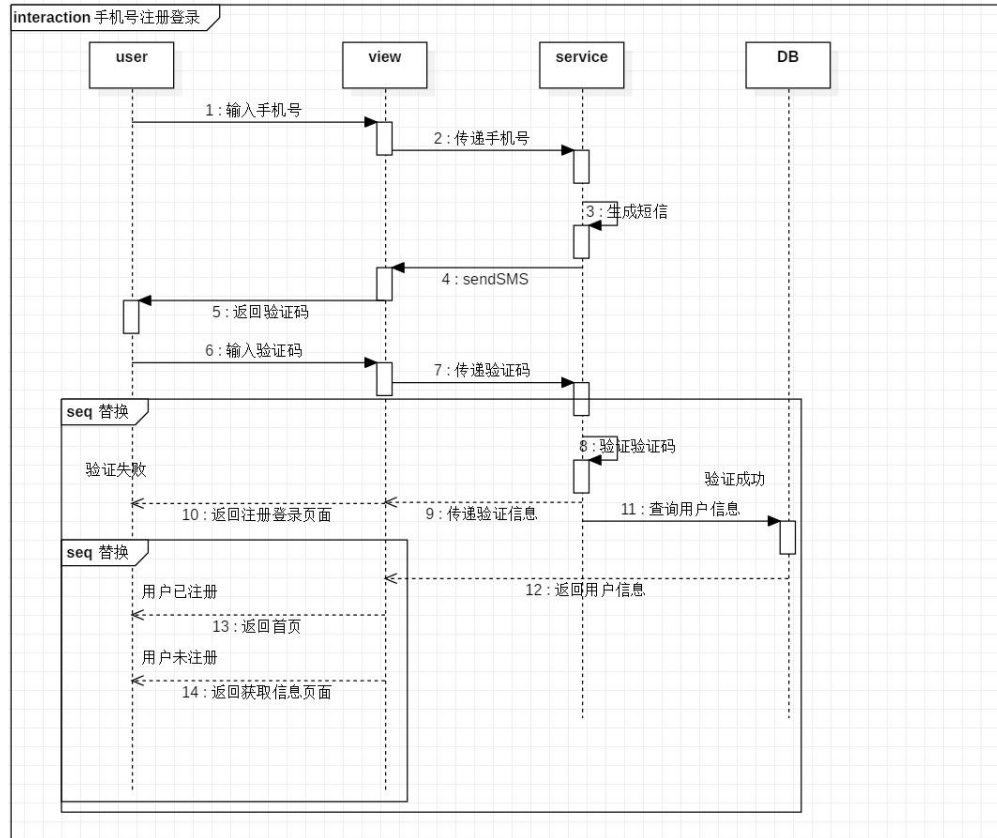 interaction 手机号注册登录
user
view
service
DB
1 : 输入手机号
2 : 传递手机号
3 : 生成短信
4 : sendSMS
5 : 返回验证码
6 : 输入验证码
7 : 传递验证码
seq 替换
8 : 验证验证码
验证失败
验证成功
10 : 返回注册登录页面
9 : 传递验证信息
11 : 查询用户信息
seq 替换
12 : 返回用户信息
用户已注册
13 : 返回首页
用户未注册
14 : 返回获取信息页面